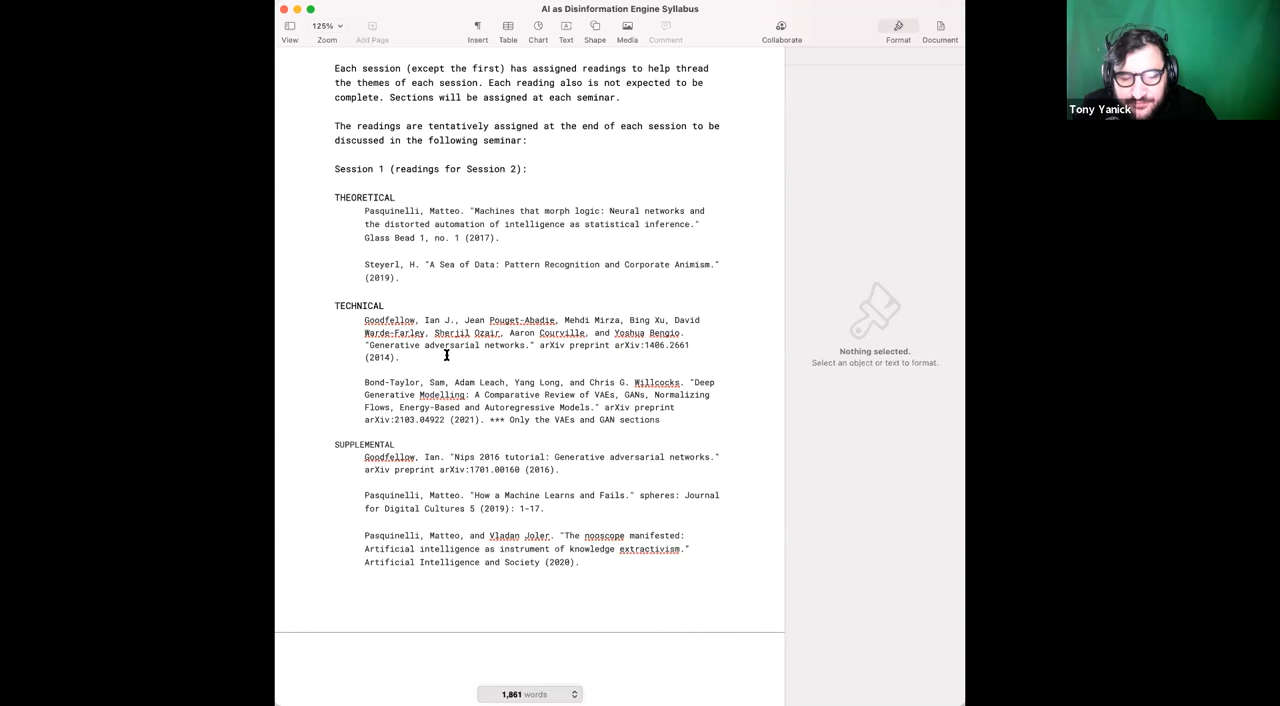 AI as Disinformation Engine Syllabus
125%
View
Zoom
Add Page
Insert
Table
Chart
Text
Shape
Media
Comment
Collaborate
Format
Document
Each session (except the first) has assigned readings to help thread
the themes of each session. Each reading also is not expected to be
complete. Sections will be assigned at each seminar.
The readings are tentatively assigned at the end of each session to be
discussed in the following seminar:
Session 1 (readings for Session 2):
THEORETICAL
Pasquinelli, Matteo. "Machines that morph logic: Neural networks and
the distorted automation of intelligence as statistical inference."
Glass Bead 1, no. 1 (2017).
Steyerl, H. "A Sea of Data: Pattern Recognition and Corporate Animism."
(2019).
TECHNICAL
Goodfellow, Ian J., Jean Pouget-Abadie, Mehdi Mirza, Bing Xu, David
Warde-Farley, Sherjil Ozair, Aaron Courville, and Yoshua Bengio.
"Generative adversarial networks." arXiv preprint arXiv:1406.2661
(2014).
Bond-Taylor, Sam, Adam Leach, Yang Long, and Chris G. Willcocks. "Deep
Generative Modelling: A Comparative Review of VAEs, GANs, Normalizing
Flows, Energy-Based and Autoregressive Models." arXiv preprint
arXiv:2103.04922 (2021). *** Only the VAEs and GAN sections
SUPPLEMENTAL
Goodfellow, Ian. "Nips 2016 tutorial: Generative adversarial networks."
arXiv preprint arXiv:1701.00160 (2016).
Pasquinelli, Matteo. "How a Machine Learns and Fails." spheres: Journal
for Digital Cultures 5 (2019): 1-17.
Pasquinelli, Matteo, and Vladan Joler. "The nooscope manifested:
Artificial intelligence as instrument of knowledge extractivism."
Artificial Intelligence and Society (2020).
1,861 words
Nothing selected.
Select an object or text to format.
Tony Yanick